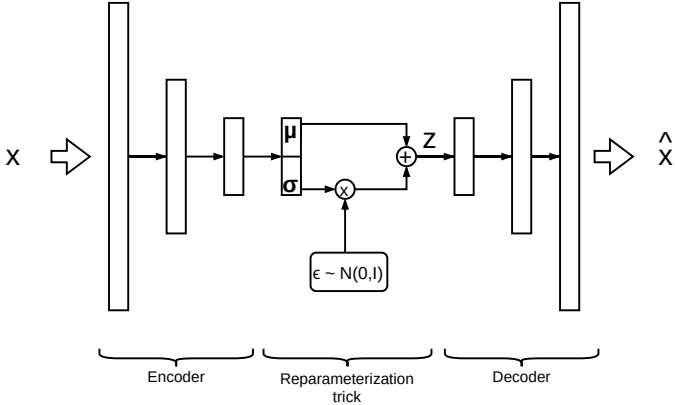 x
μ
σ
x
+
z
ϵ ~ N(0,I)
x̂
Encoder
Reparameterization
trick
Decoder